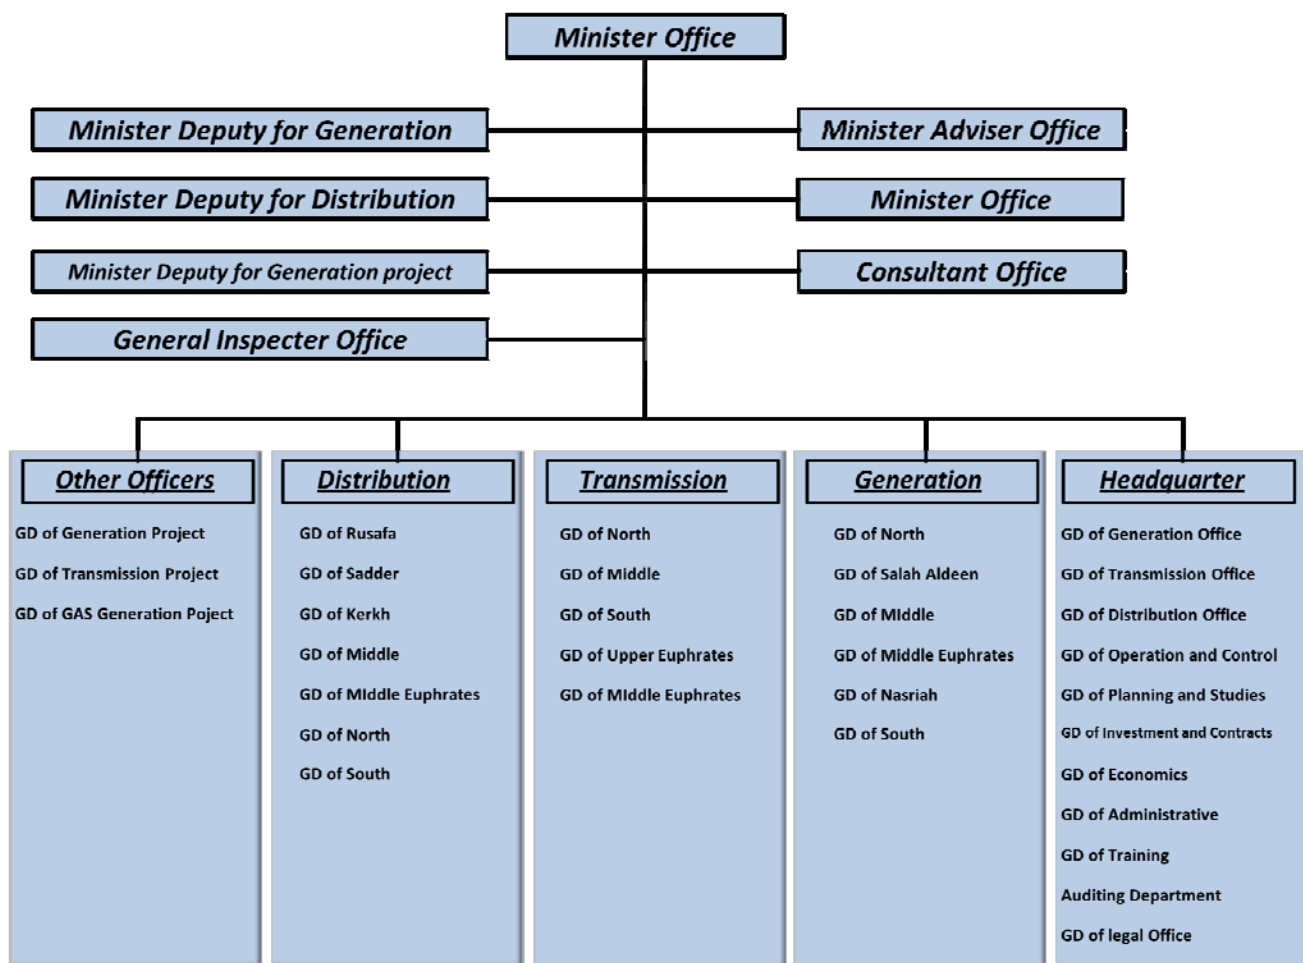 Minister Office
Minister Deputy for Generation
Minister Adviser Office
Minister Deputy for Distribution
Minister Office
Minister Deputy for Generation project
Consultant Office
General Inspecter Office
Other Officers
GD of Generation Project
GD of Transmission Project
GD of GAS Generation Poject
Distribution
GD of Rusafa
GD of Sadder
GD of Kerkh
GD of Middle
GD of MIddle Euphrates
GD of North
GD of South
Transmission
GD of North
GD of Middle
GD of South
GD of Upper Euphrates
GD of MIddle Euphrates
Generation
GD of North
GD of Salah Aldeen
GD of MIddle
GD of Middle Euphrates
GD of Nasriah
GD of South
Headquarter
GD of Generation Office
GD of Transmission Office
GD of Distribution Office
GD of Operation and Control
GD of Planning and Studies
GD of Investment and Contracts
GD of Economics
GD of Administrative
GD of Training
Auditing Department
GD of legal Office